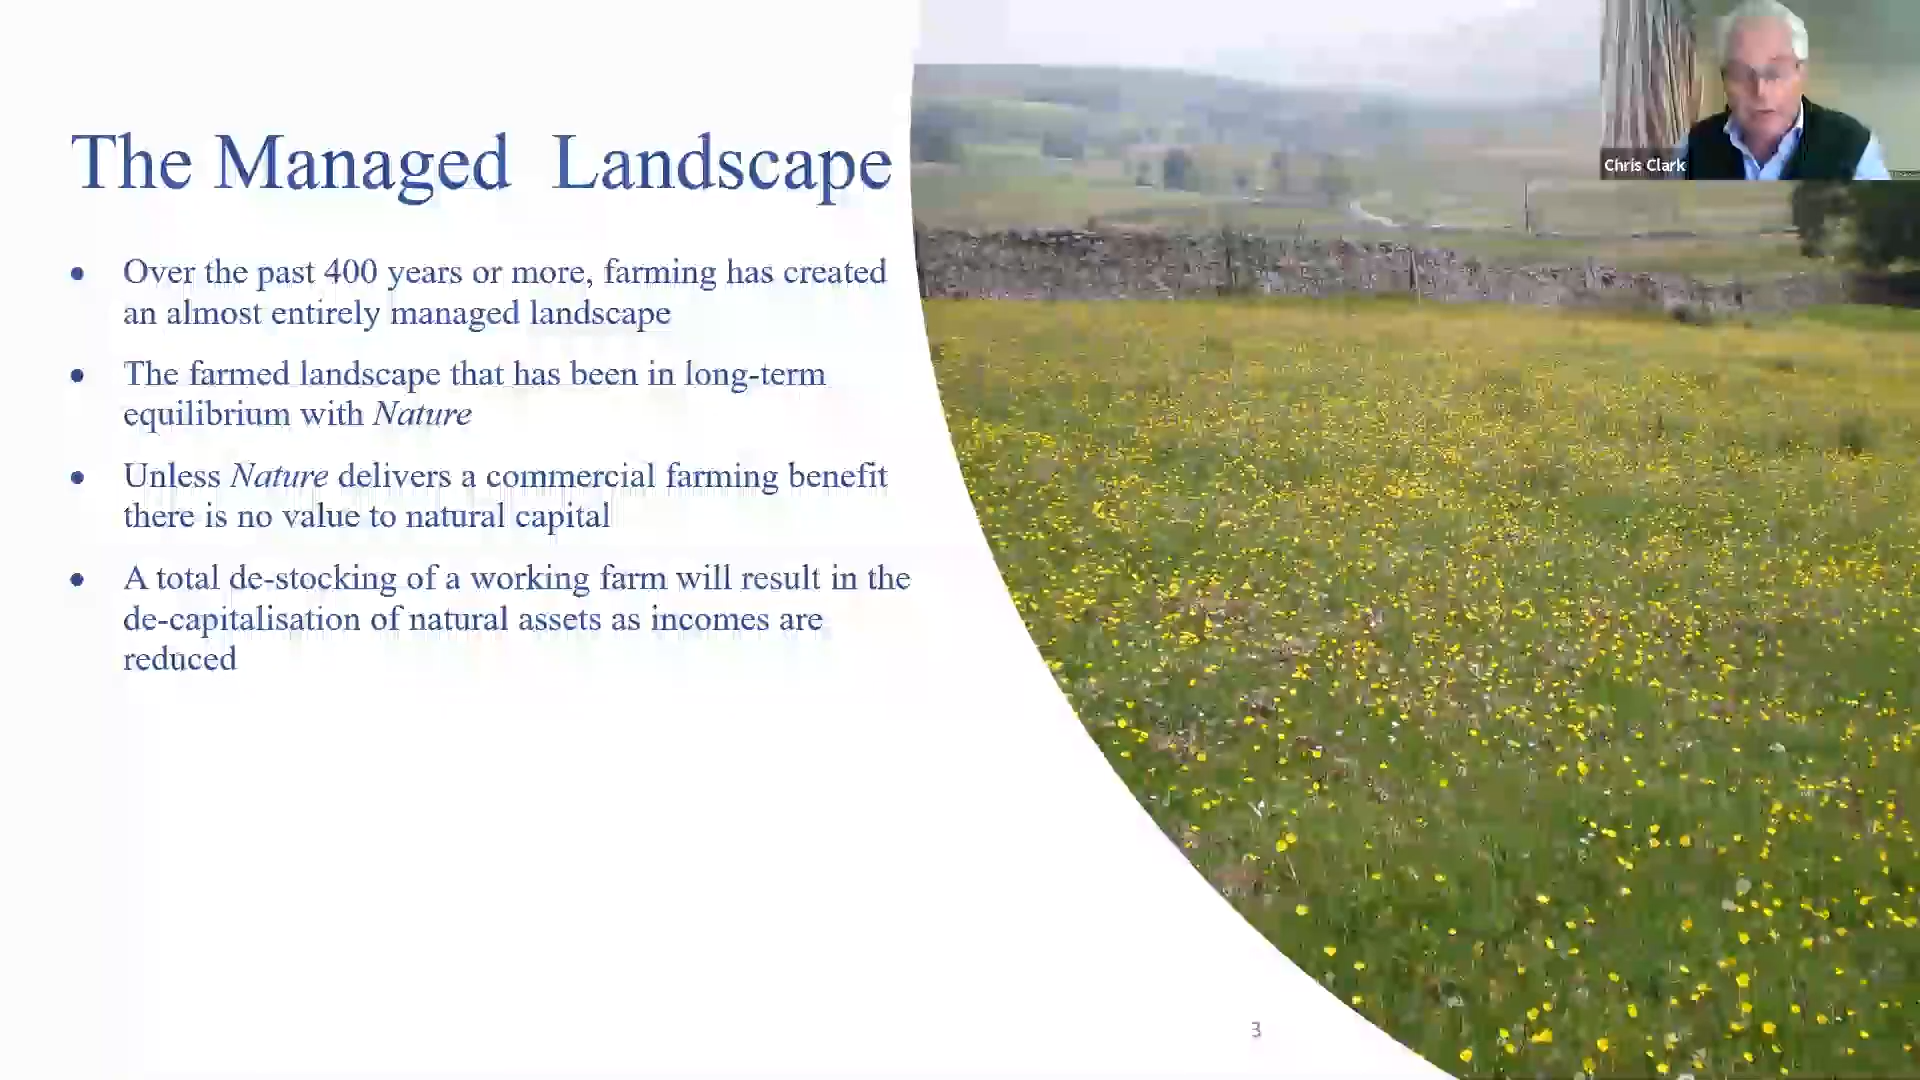 The Managed  Landscape
• Over the past 400 years or more, farming has created
an almost entirely managed landscape
• The farmed landscape that has been in long-term
equilibrium with Nature
• Unless Nature delivers a commercial farming benefit
there is no value to natural capital
• A total de-stocking of a working farm will result in the
de-capitalisation of natural assets as incomes are
reduced
Chris Clark
3